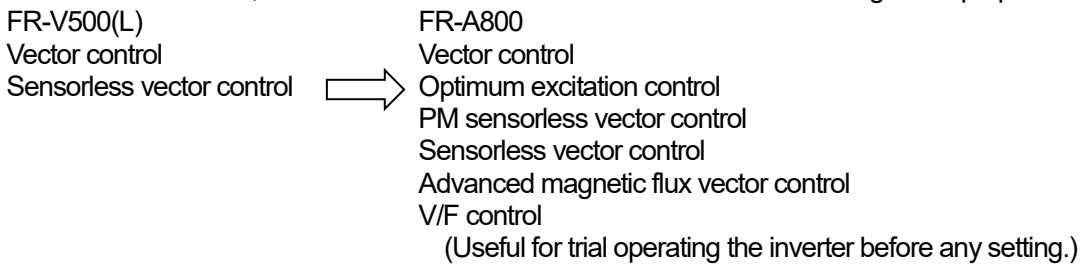 FR-V500(L)
Vector control
Sensorless vector control
FR-A800
Vector control
Optimum excitation control
PM sensorless vector control
Sensorless vector control
Advanced magnetic flux vector control
V/F control
(Useful for trial operating the inverter before any setting.)